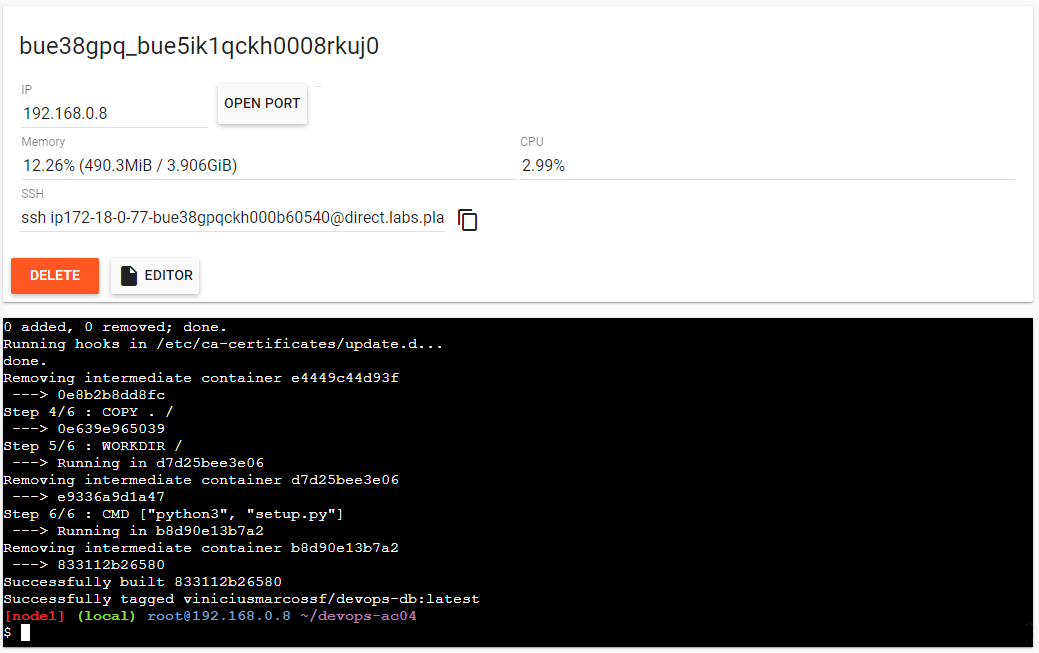 bue38gpq_bue5ik1qckh0008rkuj0
IP
192.168.0.8
OPEN PORT
Memory
12.26% (490.3MiB / 3.906GiB)
CPU
2.99%
SSH
ssh ip172-18-0-77-bue38gpqckh000b60540@direct.labs.pla
DELETE
EDITOR
0 added, 0 removed; done.
Running hooks in /etc/ca-certificates/update.d...
done.
Removing intermediate container e4449c44d93f
 ---> 0e8b2b8dd8fc
Step 4/6 : COPY . /
 ---> 0e639e965039
Step 5/6 : WORKDIR /
 ---> Running in d7d25bee3e06
Removing intermediate container d7d25bee3e06
 ---> e9336a9d1a47
Step 6/6 : CMD ["python3", "setup.py"]
 ---> Running in b8d90e13b7a2
Removing intermediate container b8d90e13b7a2
 ---> 833112b26580
Successfully built 833112b26580
Successfully tagged viniciusmarcossf/devops-db:latest
[node1] (local) root@192.168.0.8 ~/devops-ac04
$